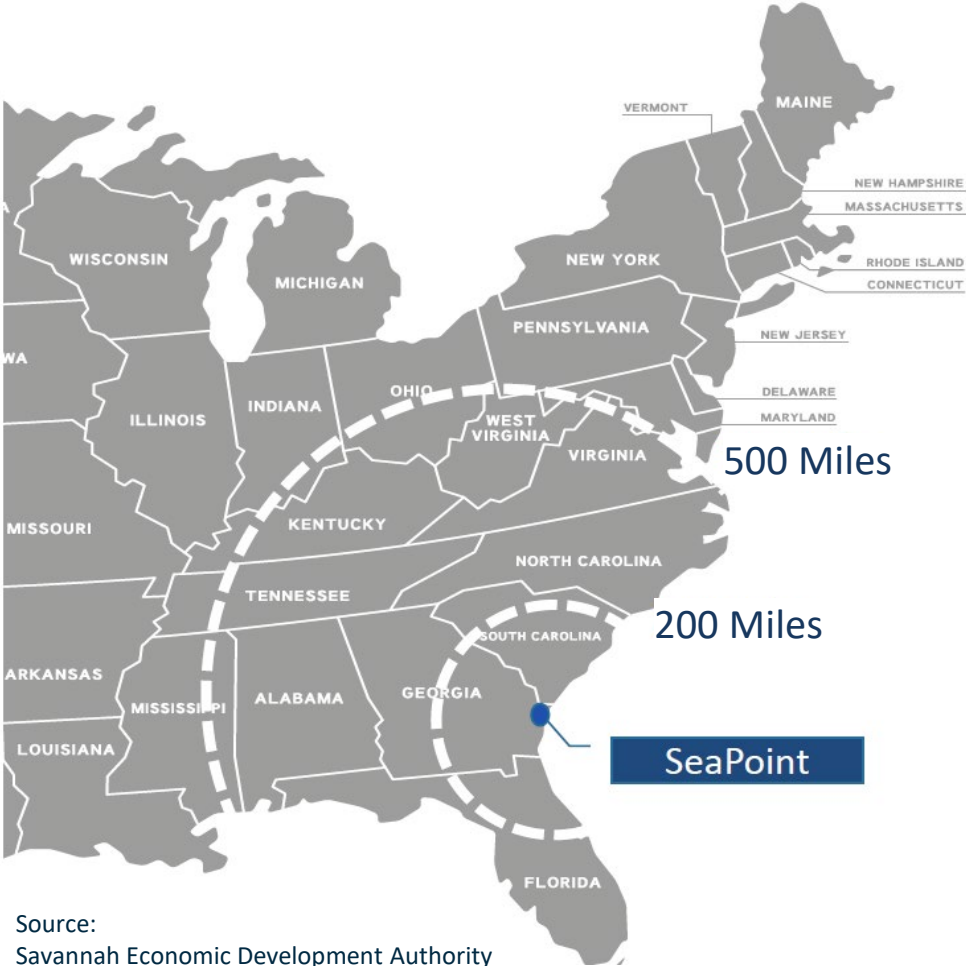 MAINE
VERMONT
NEW HAMPSHIRE
MASSACHUSETTS
WISCONSIN
NEW YORK
RHODE ISLAND
MICHIGAN
CONNECTICUT
PENNSYLVANIA
NEW JERSEY
WA
OHIO
DELAWARE
INDIANA
ILLINOIS
MARYLAND
WEST
VIRGINIA
VIRGINIA
500 Miles
MISSOURI
KENTUCKY
NORTH CAROLINA
TENNESSEE
200 Miles
SOUTH CAROLINA
ARKANSAS
GEORGIA
ALABAMA
MISSISSIPPI
LOUISIANA
SeaPoint
FLORIDA
Source:
Savannah Economic Development Authority